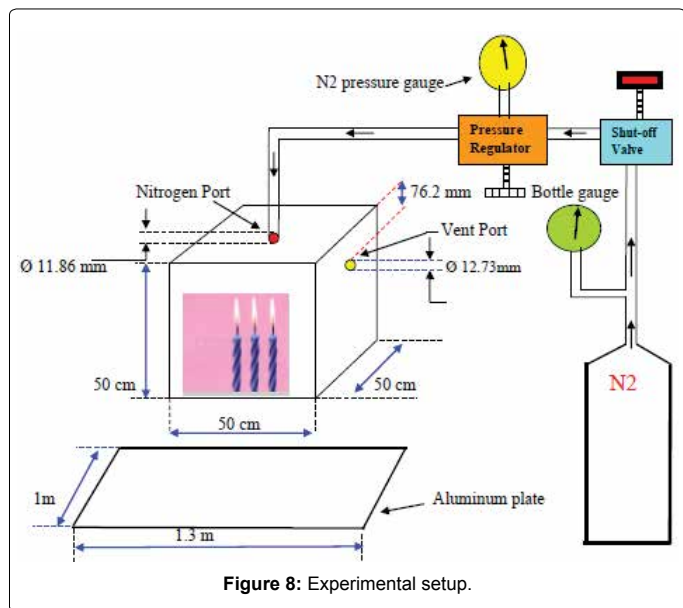 N2 pressure gauge
Pressure
Regulator
Shut-off
Valve
Nitrogen Port
76.2 mm
Bottle gauge
Vent Port
Ø 11.86 mm
Ø 12.73mm
50 cm
50 cm
50 cm
N2
1m
Aluminum plate
1.3 m
Figure 8: Experimental setup.